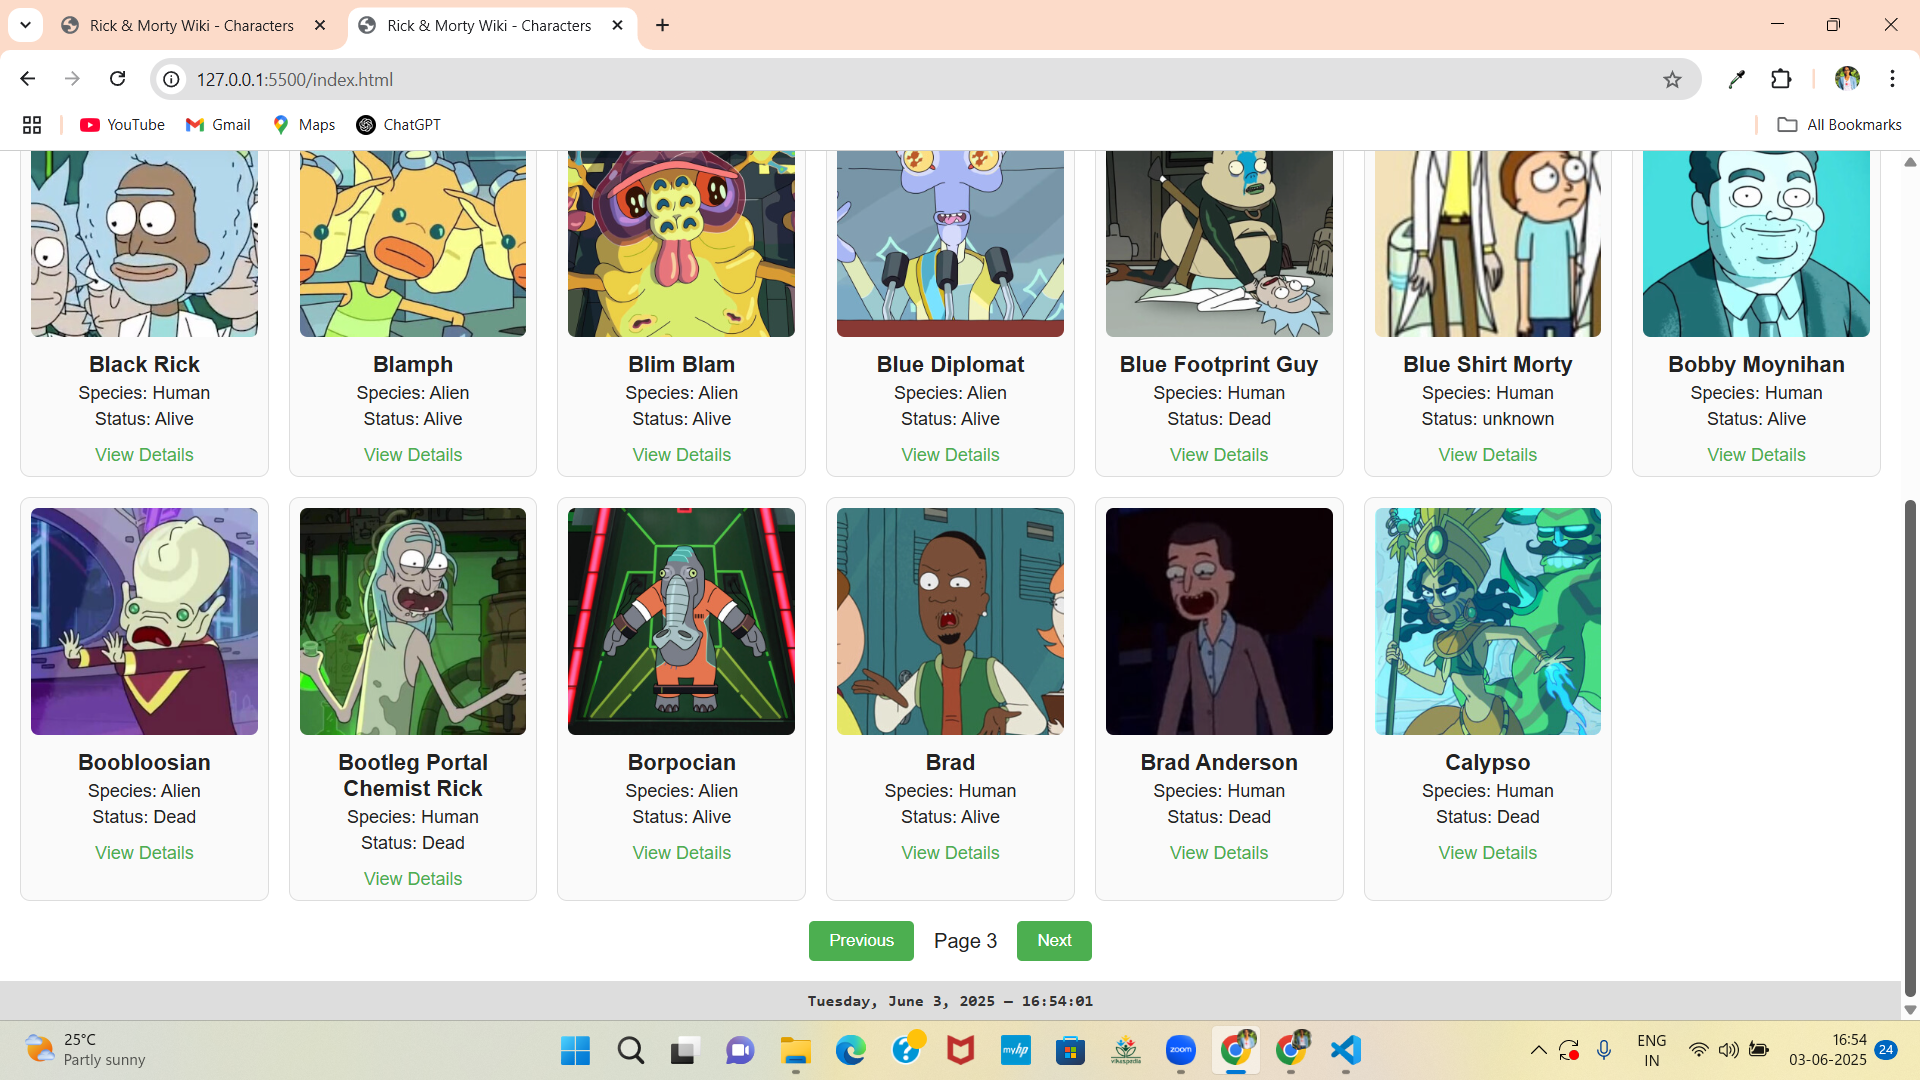 Rick & Morty Wiki - Characters
Rick & Morty Wiki - Characters
127.0.0.1:5500/index.html
YouTube
Gmail
Maps
ChatGPT
All Bookmarks
Black Rick
Species: Human
Status: Alive
View Details
Blamph
Species: Alien
Status: Alive
View Details
Blim Blam
Species: Alien
Status: Alive
View Details
Blue Diplomat
Species: Alien
Status: Alive
View Details
Blue Footprint Guy
Species: Human
Status: Dead
View Details
Blue Shirt Morty
Species: Human
Status: unknown
View Details
Bobby Moynihan
Species: Human
Status: Alive
View Details
Boobloosian
Species: Alien
Status: Dead
View Details
Bootleg Portal
Chemist Rick
Species: Human
Status: Dead
View Details
Borpocian
Species: Alien
Status: Alive
View Details
Brad
Species: Human
Status: Alive
View Details
Brad Anderson
Species: Human
Status: Dead
View Details
Calypso
Species: Human
Status: Dead
View Details
Previous
Page 3
Next
Tuesday, June 3, 2025 — 16:54:01
25°C
Partly sunny
myhp
vikaspedia
zoom
ENG
IN
16:54
03-06-2025
24